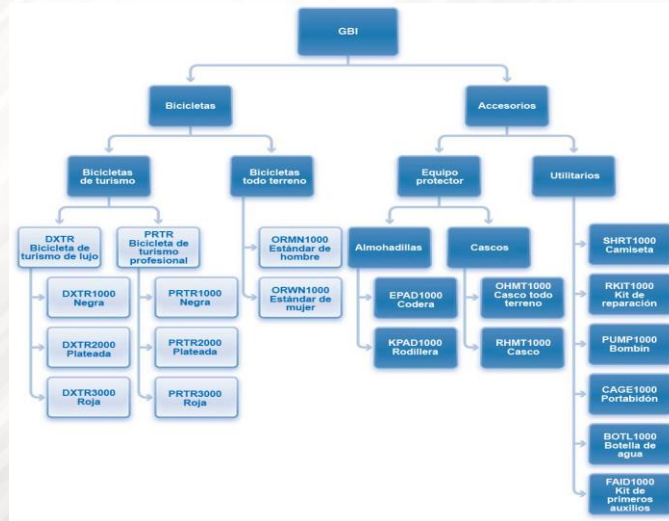 GBI
Bicicletas
Accesorios
Bicicletas
de turismo
Bicicletas
todo terreno
Equipo
protector
Utilitarios
DXTR
Bicicleta de
turismo de lujo
PRTR
Bicicleta de
turismo
profesional
ORMN1000
Estándar de
hombre
ORWN1000
Estándar de
mujer
Almohadillas
Cascos
SHRT1000
Camiseta
DXTR1000
Negra
PRTR1000
Negra
EPAD1000
Codera
OHMT1000
Casco todo
terreno
RKIT1000
Kit de
reparación
DXTR2000
Plateada
PRTR2000
Plateada
KPAD1000
Rodillera
RHMT1000
Casco
PUMP1000
Bombín
DXTR3000
Roja
PRTR3000
Roja
CAGE1000
Portabidón
BOTL1000
Botella de
agua
FAID1000
Kit de
primeros
auxilios